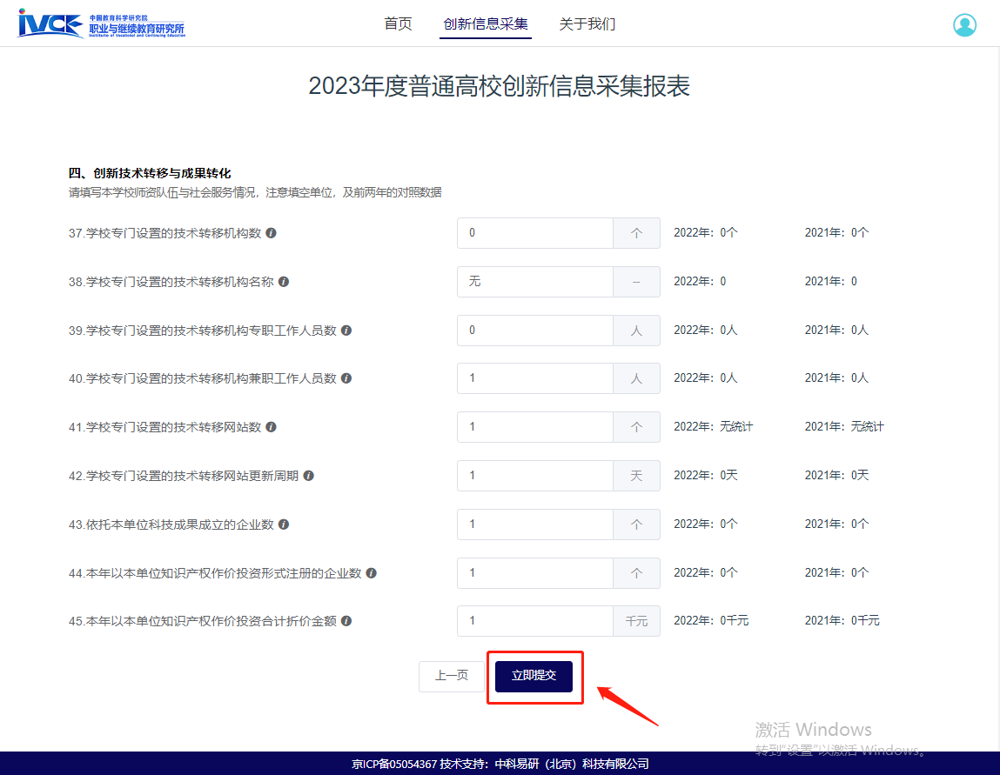 iVCE 中国教育科学研究院
职业与继续教育研究所
Institute of Vocational and Continuing Education
首页 创新信息采集 关于我们
2023年度普通高校创新信息采集报表
四、创新技术转移与成果转化
请填写本学校师资队伍与社会服务情况，注意填空单位，及前两年的对照数据
37.学校专门设置的技术转移机构数 0 个 2022年：0个 2021年：0个
38.学校专门设置的技术转移机构名称 无 -- 2022年：0 2021年：0
39.学校专门设置的技术转移机构专职工作人员数 0 人 2022年：0人 2021年：0人
40.学校专门设置的技术转移机构兼职工作人员数 1 人 2022年：0人 2021年：0人
41.学校专门设置的技术转移网站数 1 个 2022年：无统计 2021年：无统计
42.学校专门设置的技术转移网站更新周期 1 天 2022年：0天 2021年：0天
43.依托本单位科技成果成立的企业数 1 个 2022年：0个 2021年：0个
44.本年以本单位知识产权作价投资形式注册的企业数 1 个 2022年：0个 2021年：0个
45.本年以本单位知识产权作价投资合计折价金额 1 千元 2022年：0千元 2021年：0千元
上一页 立即提交
激活 Windows
转到“设置”以激活 Windows。
京ICP备05054367 技术支持：中科易研（北京）科技有限公司